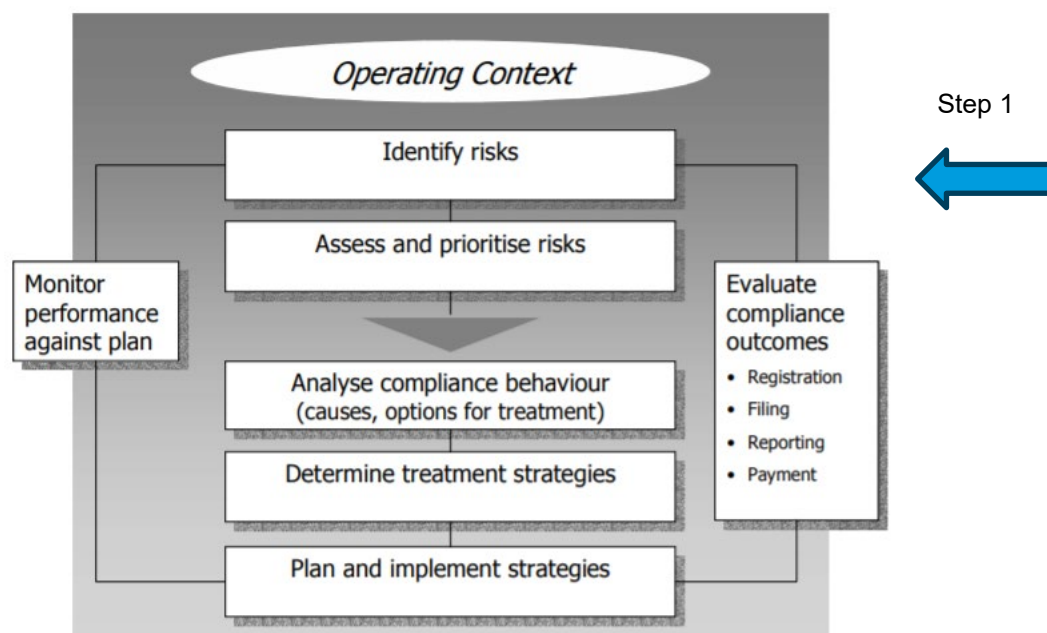 Operating Context
Step 1
Identify risks
Assess and prioritise risks
Monitor
performance
against plan
Evaluate
compliance
outcomes
• Registration
• Filing
• Reporting
• Payment
Analyse compliance behaviour
(causes, options for treatment)
Determine treatment strategies
Plan and implement strategies